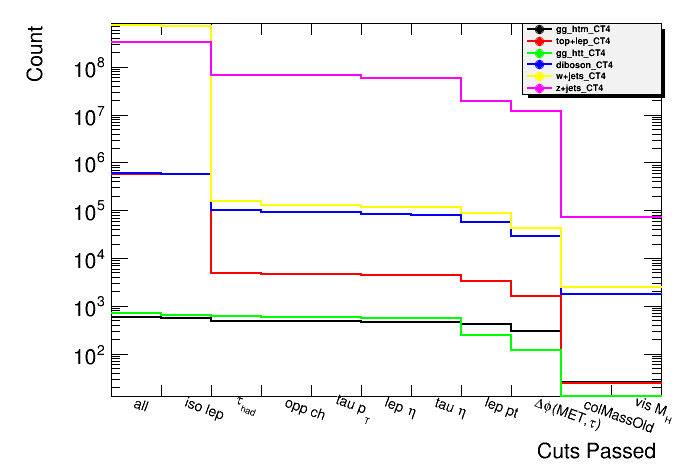 Count
10^8
10^7
10^6
10^5
10^4
10^3
10^2
gg_htm_CT4
top+lep_CT4
gg_htt_CT4
diboson_CT4
w+jets_CT4
z+jets_CT4
all
iso lep
τ_had
opp ch
tau p_T
lep η
tau η
lep pt
Δϕ(MET,τ)
colMassOld
vis M_H
Cuts Passed